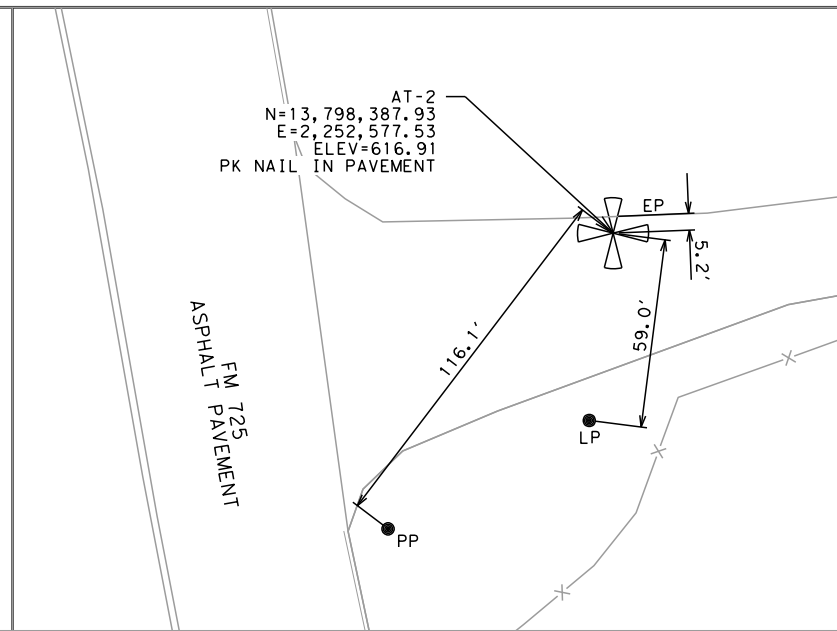 AT-2
N=13,798,387.93
E=2,252,577.53
ELEV=616.91
PK NAIL IN PAVEMENT
EP
5.2'
116.1'
59.0'
FM 725
ASPHALT PAVEMENT
LP
PP